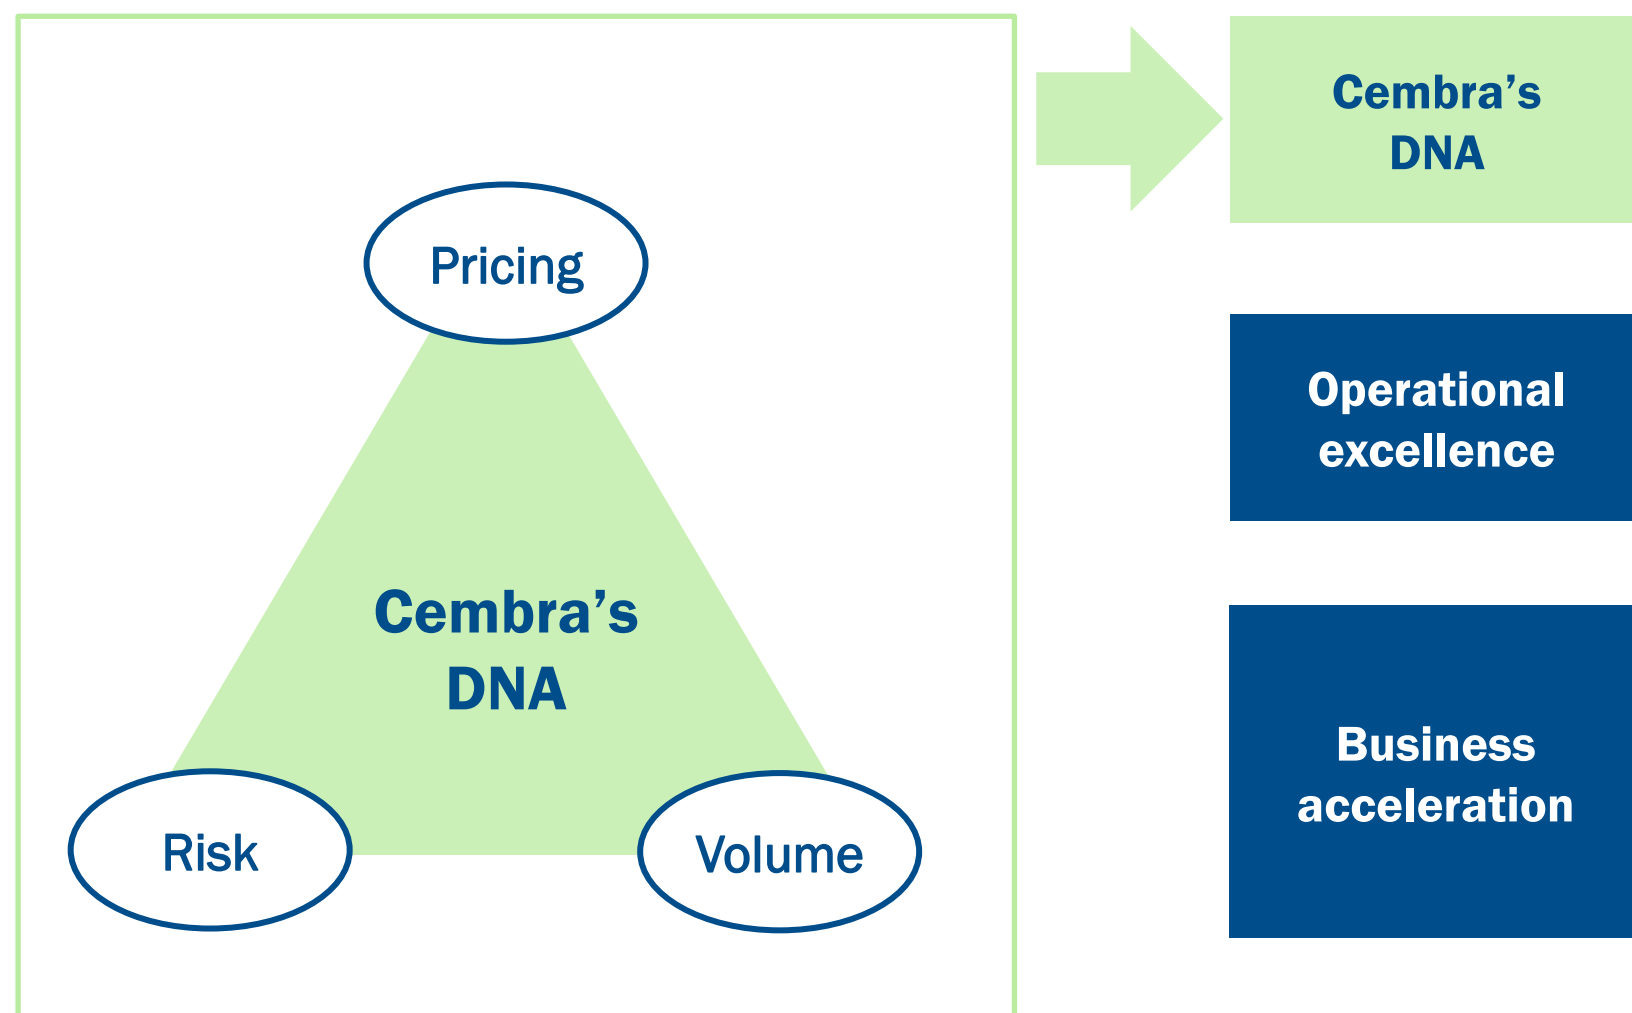 Pricing
Cembra’s
DNA
Risk
Volume
Cembra’s
DNA
Operational
excellence
Business
acceleration